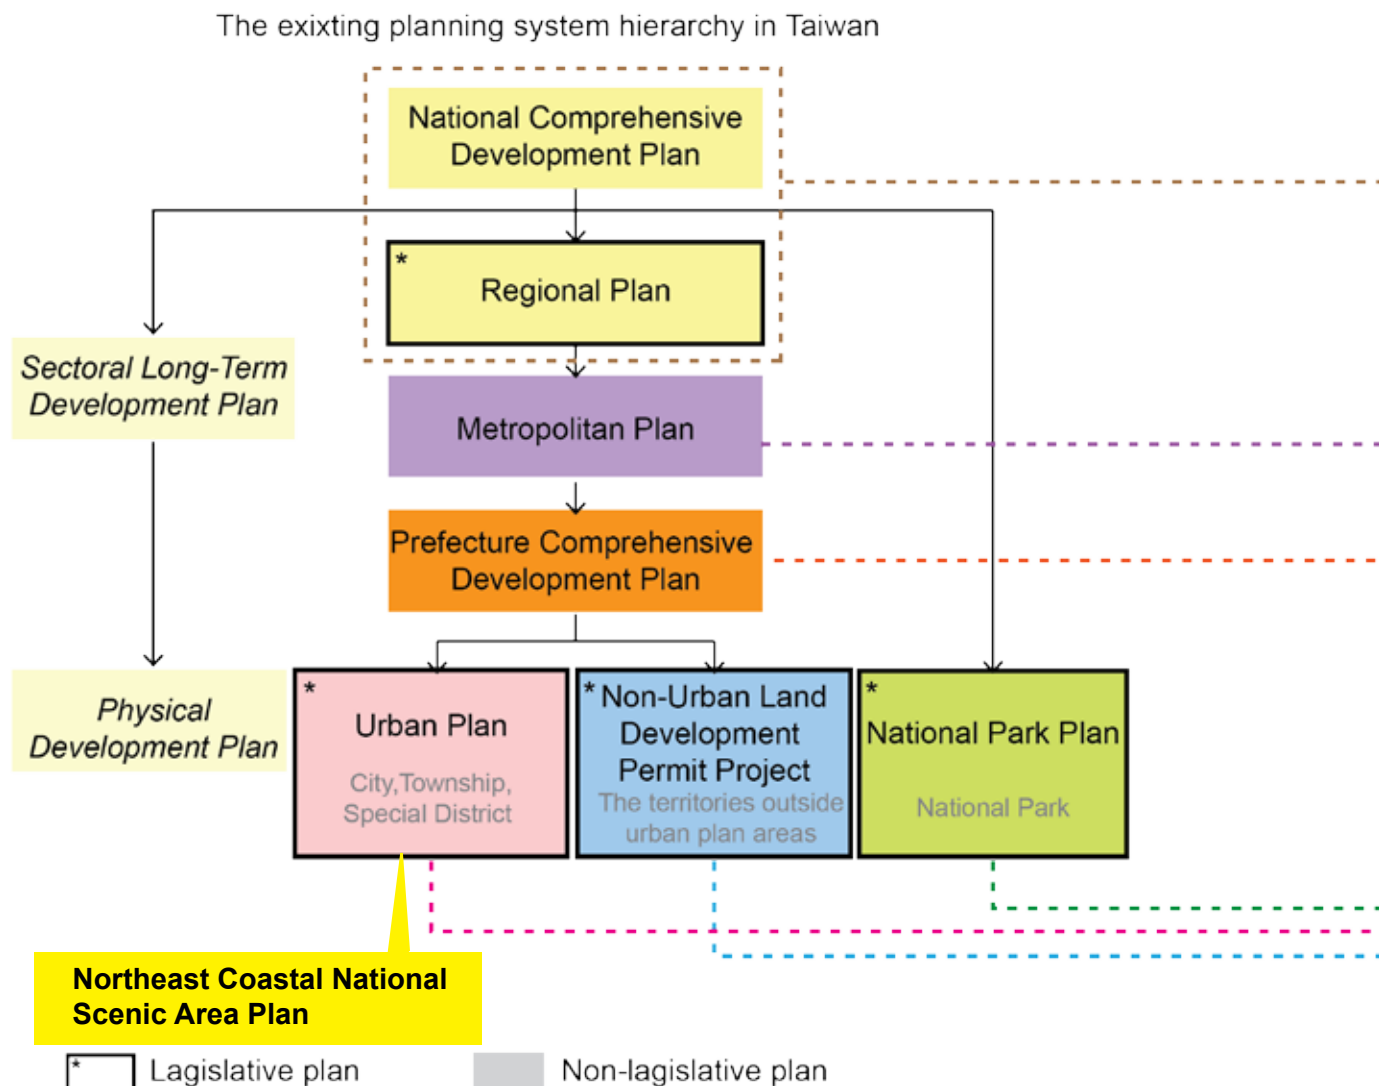 The exixting planning system hierarchy in Taiwan
National Comprehensive
Development Plan
*
Regional Plan
Sectoral Long-Term
Development Plan
Metropolitan Plan
Prefecture Comprehensive
Development Plan
Physical
Development Plan
*
Urban Plan
City,Township,
Special District
*
Non-Urban Land
Development
Permit Project
The territories outside
urban plan areas
*
National Park Plan
National Park
Northeast Coastal National
Scenic Area Plan
*
Lagislative plan
Non-lagislative plan